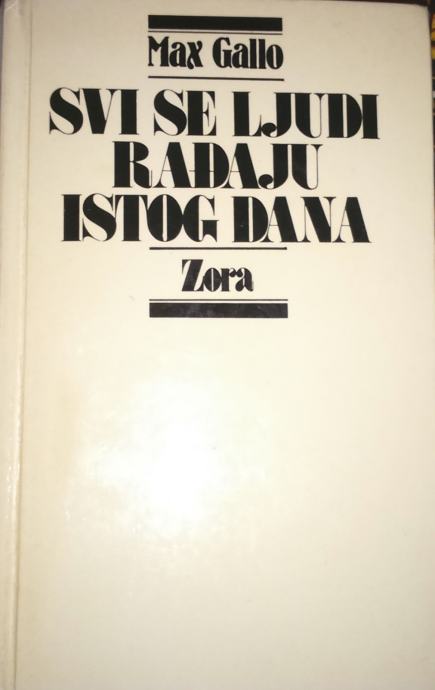 Max Gallo
SVI SE LJUDI
RAĐAJU
ISTOG DANA
Zora